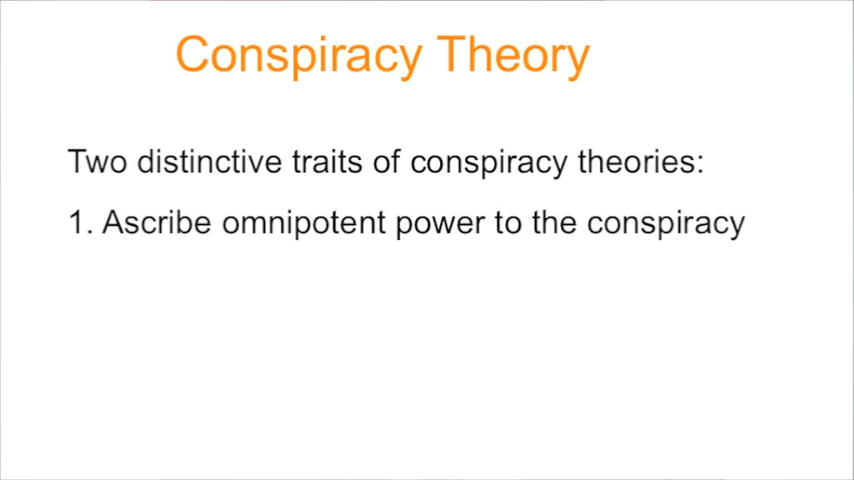 Conspiracy Theory
Two distinctive traits of conspiracy theories:
1. Ascribe omnipotent power to the conspiracy